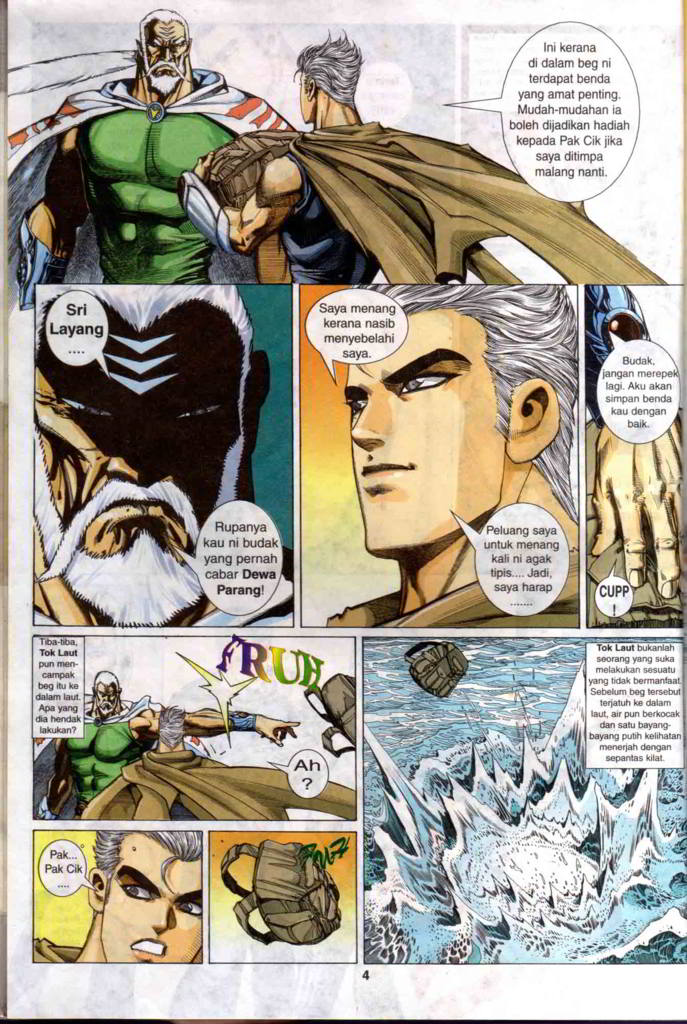 Ini kerana
di dalam beg ni
terdapat benda
yang amat penting.
Mudah-mudahan ia
boleh dijadikan hadiah
kepada Pak Cik jika
saya ditimpa
malang nanti.
Sri
Layang
....
Rupanya
kau ni budak
yang pernah
cabar Dewa
Parang!
Saya menang
kerana nasib
menyebelahi
saya.
Peluang saya
untuk menang
kali ni agak
tipis.... Jadi,
saya harap
.......
Budak,
jangan merepek
lagi. Aku akan
simpan benda
kau dengan
baik.
CUPP
!
Tiba-tiba,
Tok Laut
pun men-
campak
beg itu ke
dalam laut.
Apa yang
dia hendak
lakukan?
FRUH
Ah
?
Tok Laut bukanlah
seorang yang suka
melakukan sesuatu
yang tidak bermanfaat.
Sebelum beg tersebut
terjatuh ke dalam
laut, air pun berkocak
dan satu bayang-
bayang putih kelihatan
menerjah dengan
sepantas kilat.
Pak...
Pak Cik
....
4